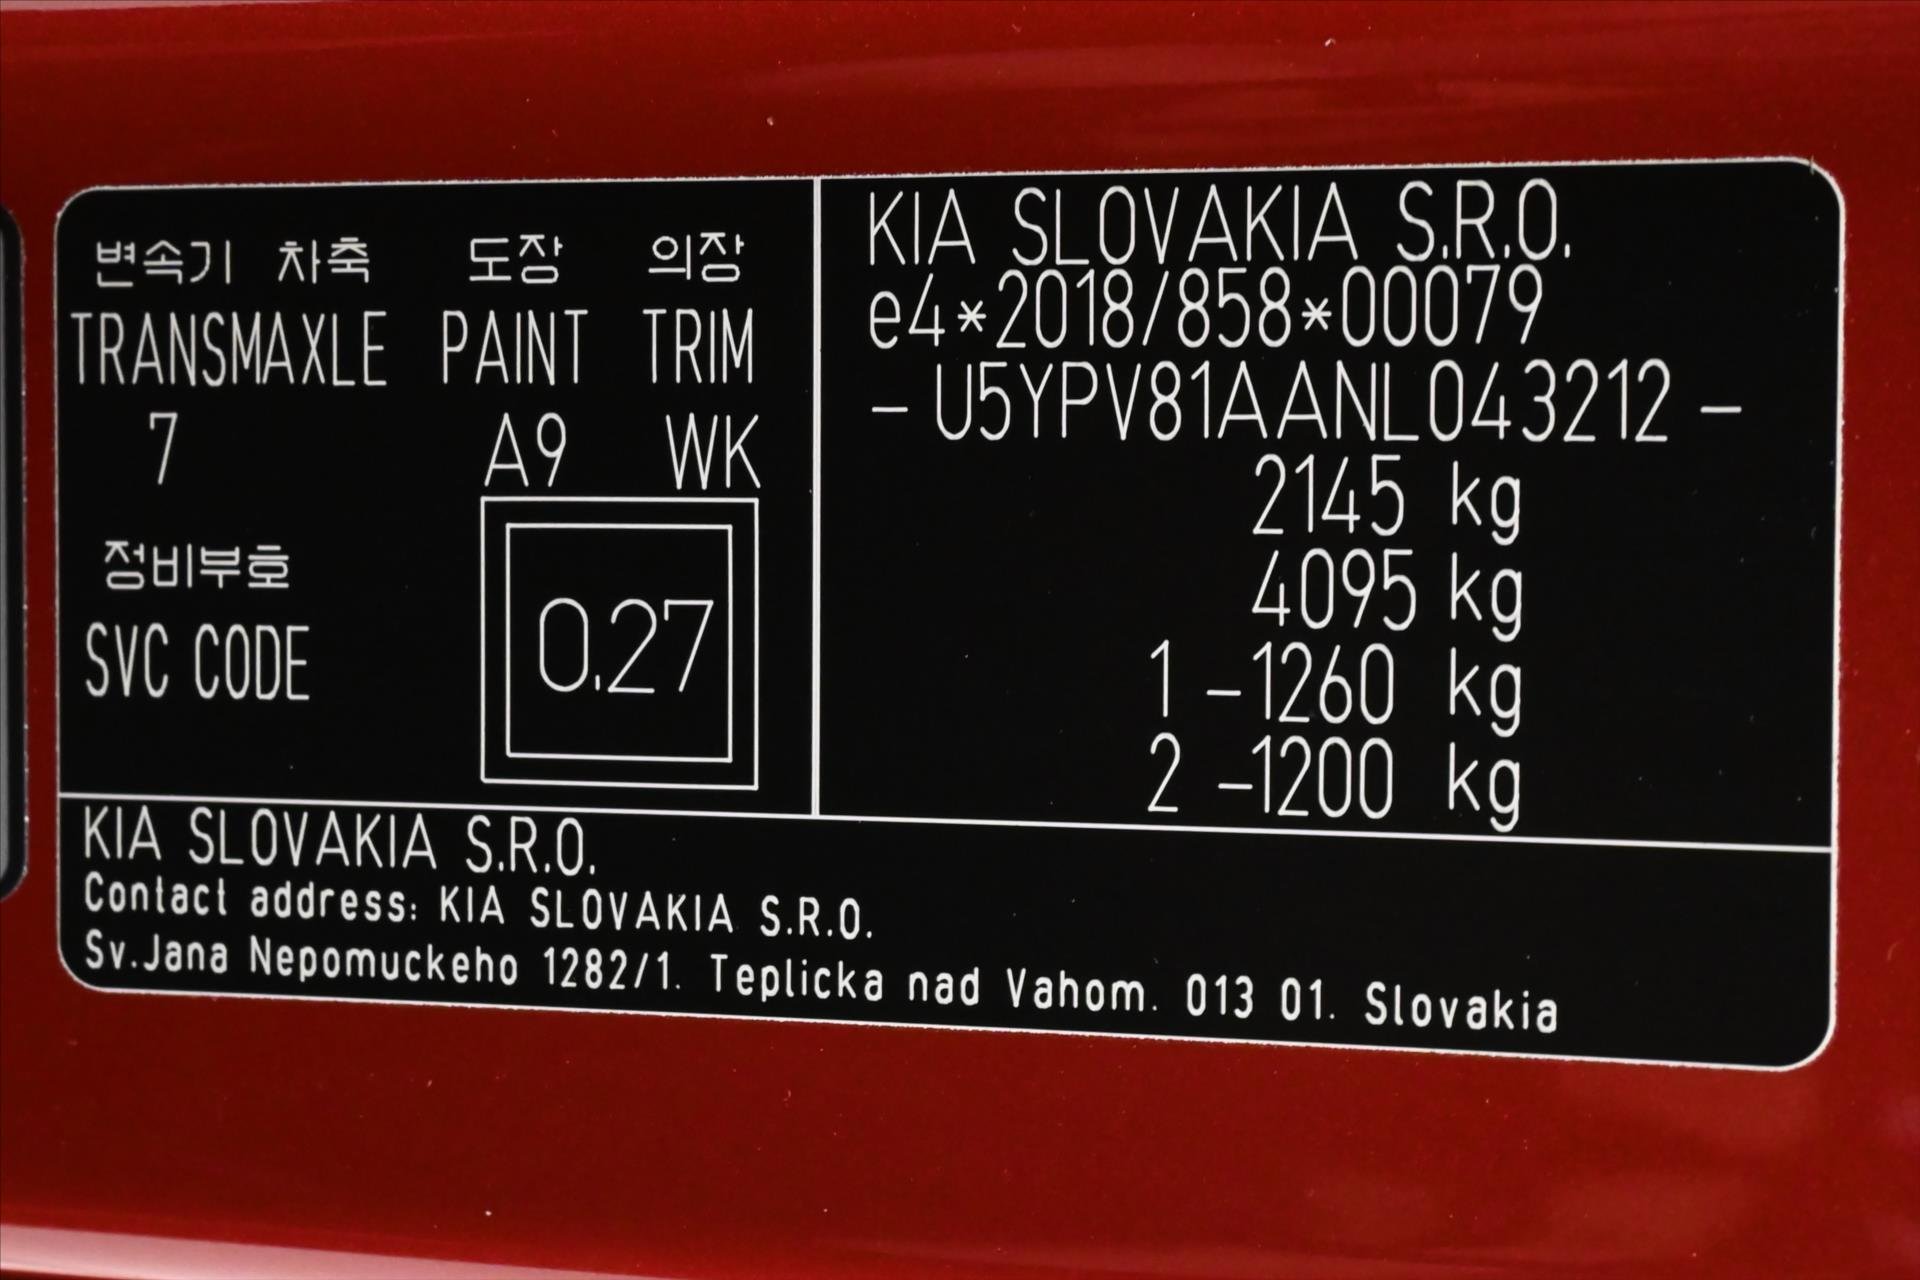 변속기 차축 도장 의장
TRANSMAXLE PAINT TRIM
7 A9 WK
정비부호
SVC CODE
0.27
KIA SLOVAKIA S.R.O.
e4*2018/858*00079
- U5YPV81AANL043212 -
2145 kg
4095 kg
1 -1260 kg
2 -1200 kg
KIA SLOVAKIA S.R.O.
Contact address: KIA SLOVAKIA S.R.O.
Sv.Jana Nepomuckeho 1282/1. Teplicka nad Vahom. 013 01. Slovakia